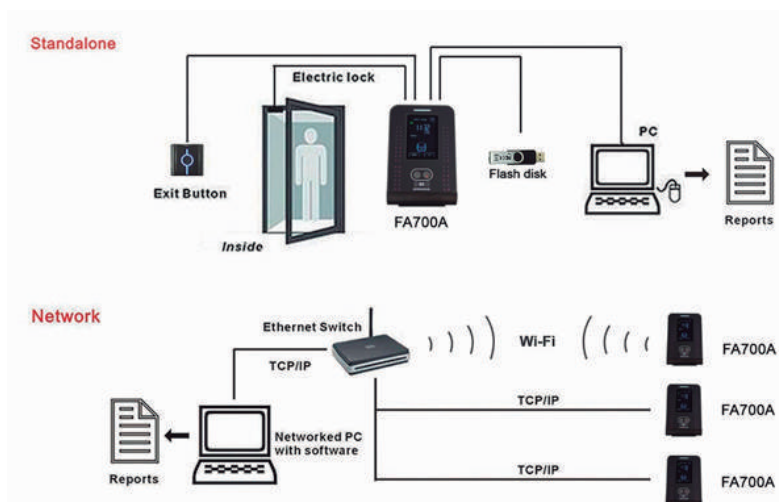 Standalone
Electric lock
PC
Exit Button
Flash disk
FA700A
Reports
Inside
Network
Ethernet Switch
Wi-Fi
FA700A
TCP/IP
TCP/IP
FA700A
Networked PC
with software
Reports
TCP/IP
FA700A